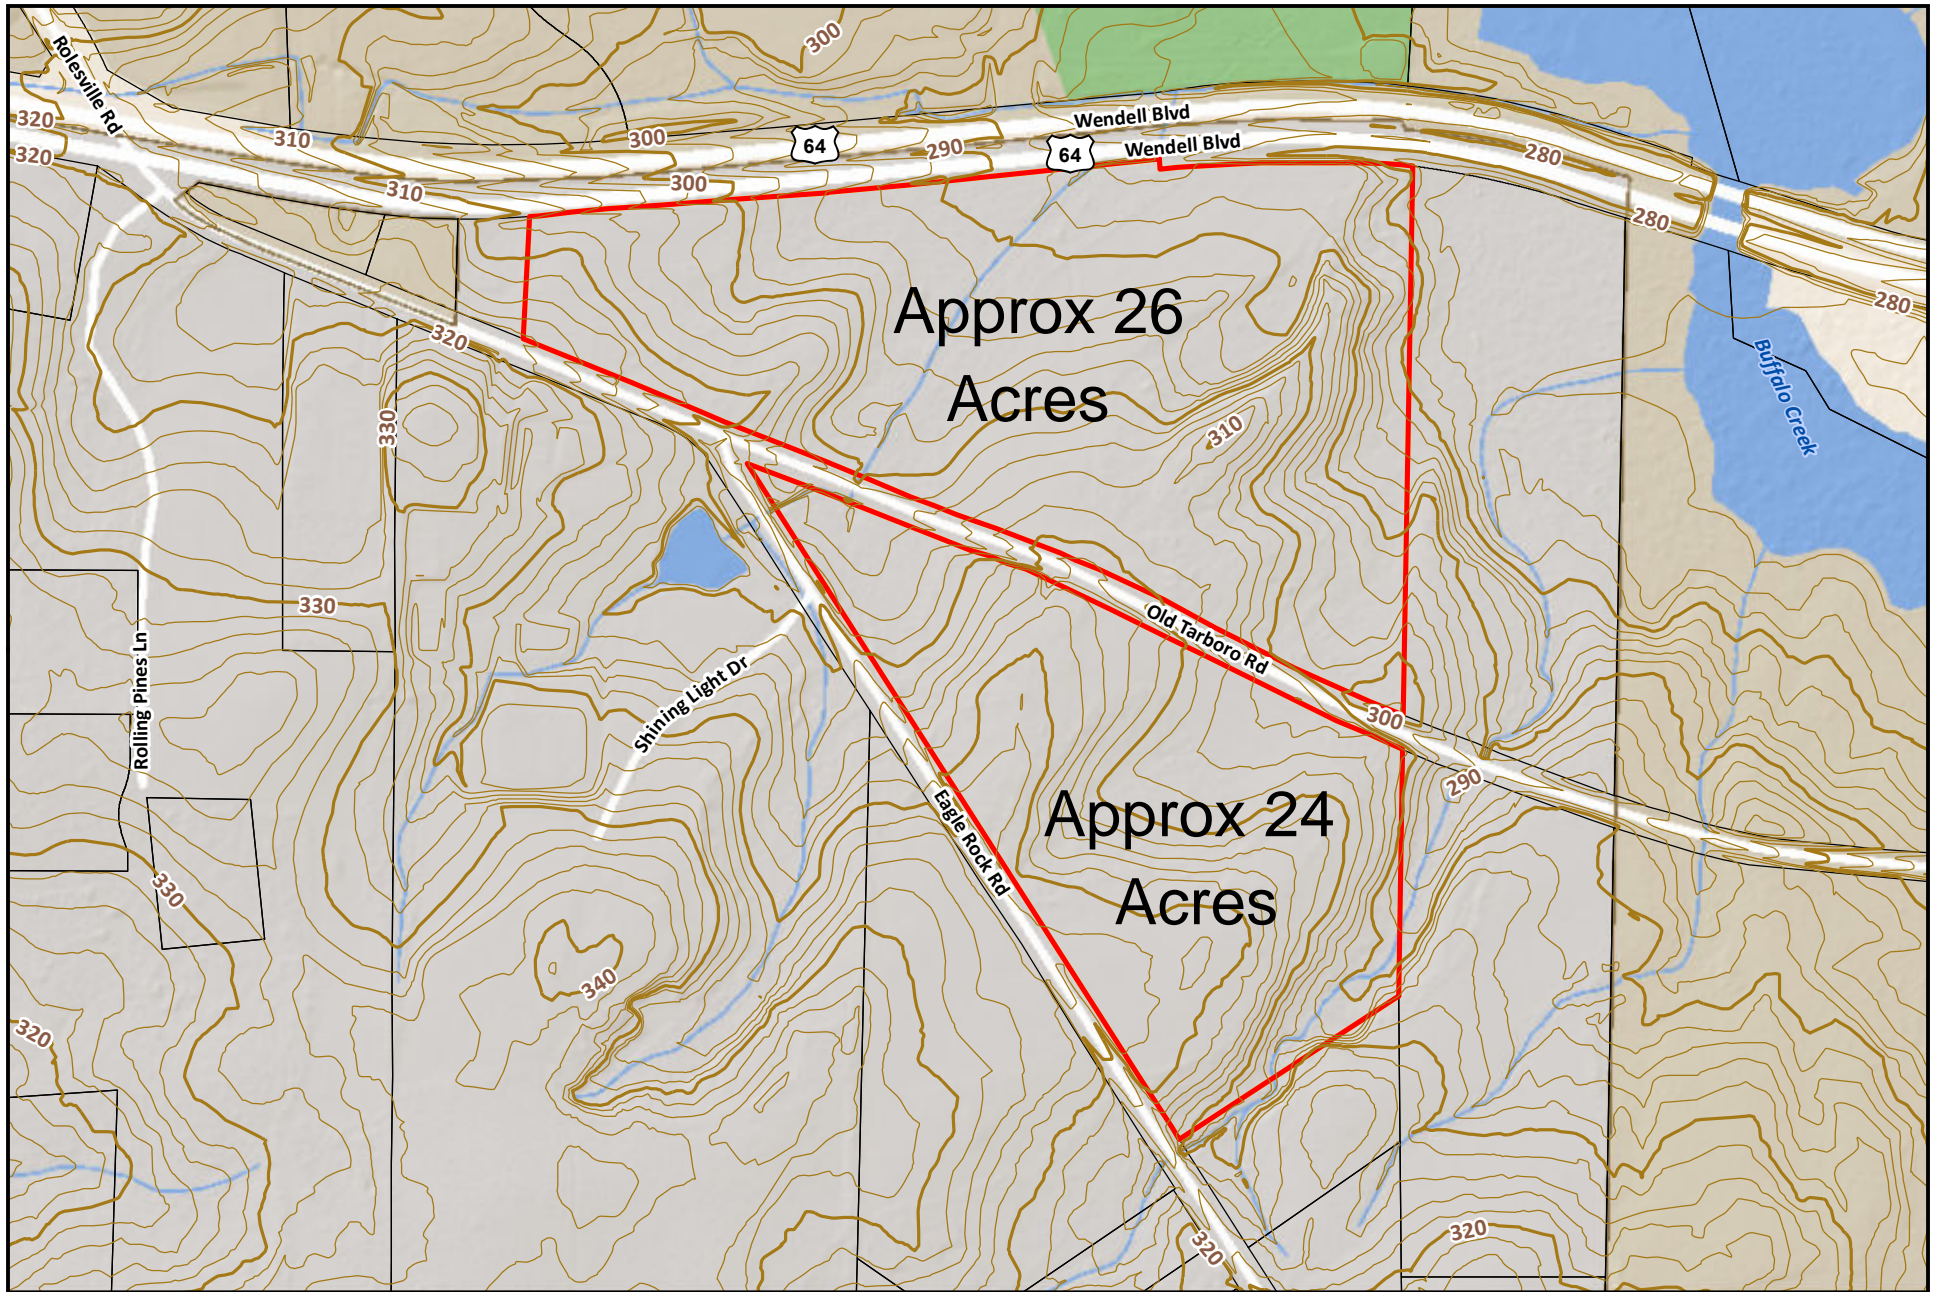 300
Rolesville Rd
320
Wendell Blvd
310
300
64
290
64
Wendell Blvd
280
320
310
300
280
280
320
Approx 26
Acres
Buffalo Creek
330
310
330
Old Tarboro Rd
Rolling Pines Ln
Shining Light Dr
300
290
Eagle Rock Rd
Approx 24
Acres
330
340
320
320
320